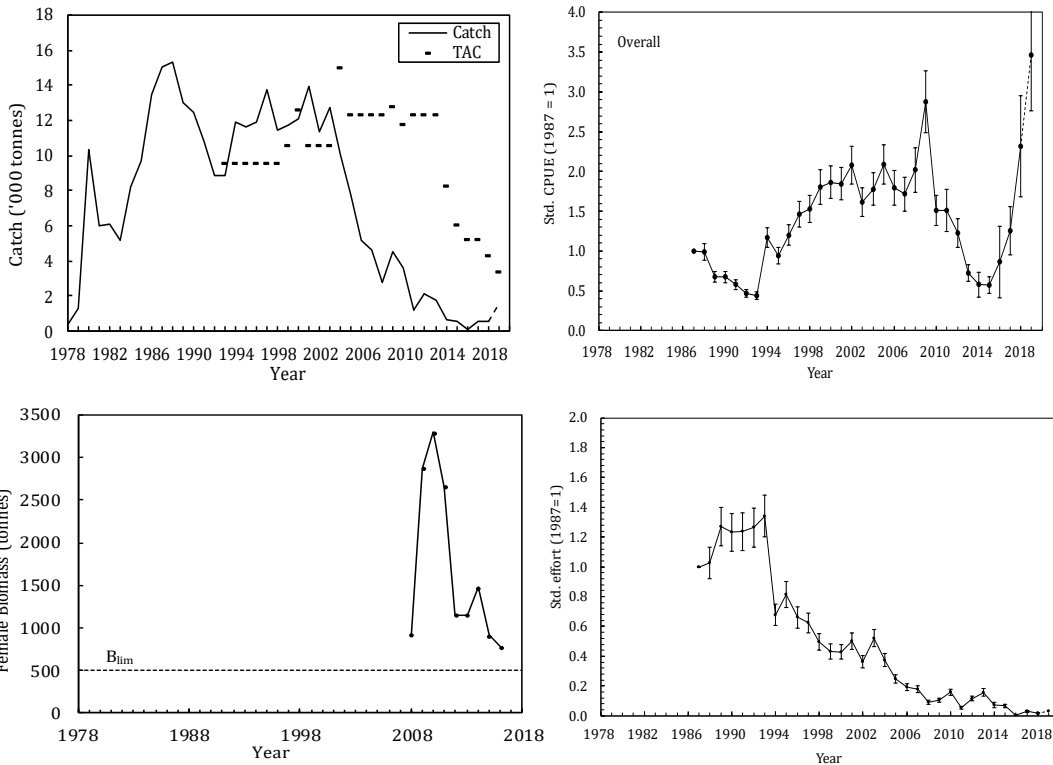 18
16
14
12
10
8
6
4
2
0
Catch ('000 tonnes)
Catch
TAC
1978 1982 1986 1990 1994 1998 2002 2006 2010 2014 2018
Year
4.0
3.5
3.0
2.5
2.0
1.5
1.0
0.5
0.0
Std. CPUE (1987 = 1)
Overall
1978 1982 1986 1990 1994 1998 2002 2006 2010 2014 2018
Year
3500
3000
2500
2000
1500
1000
500
0
Female Biomass (tonnes)
Blim
1978 1988 1998 2008 2018
Year
2.0
1.8
1.6
1.4
1.2
1.0
0.8
0.6
0.4
0.2
0.0
Std. effort (1987=1)
1978 1982 1986 1990 1994 1998 2002 2006 2010 2014 2018
Year